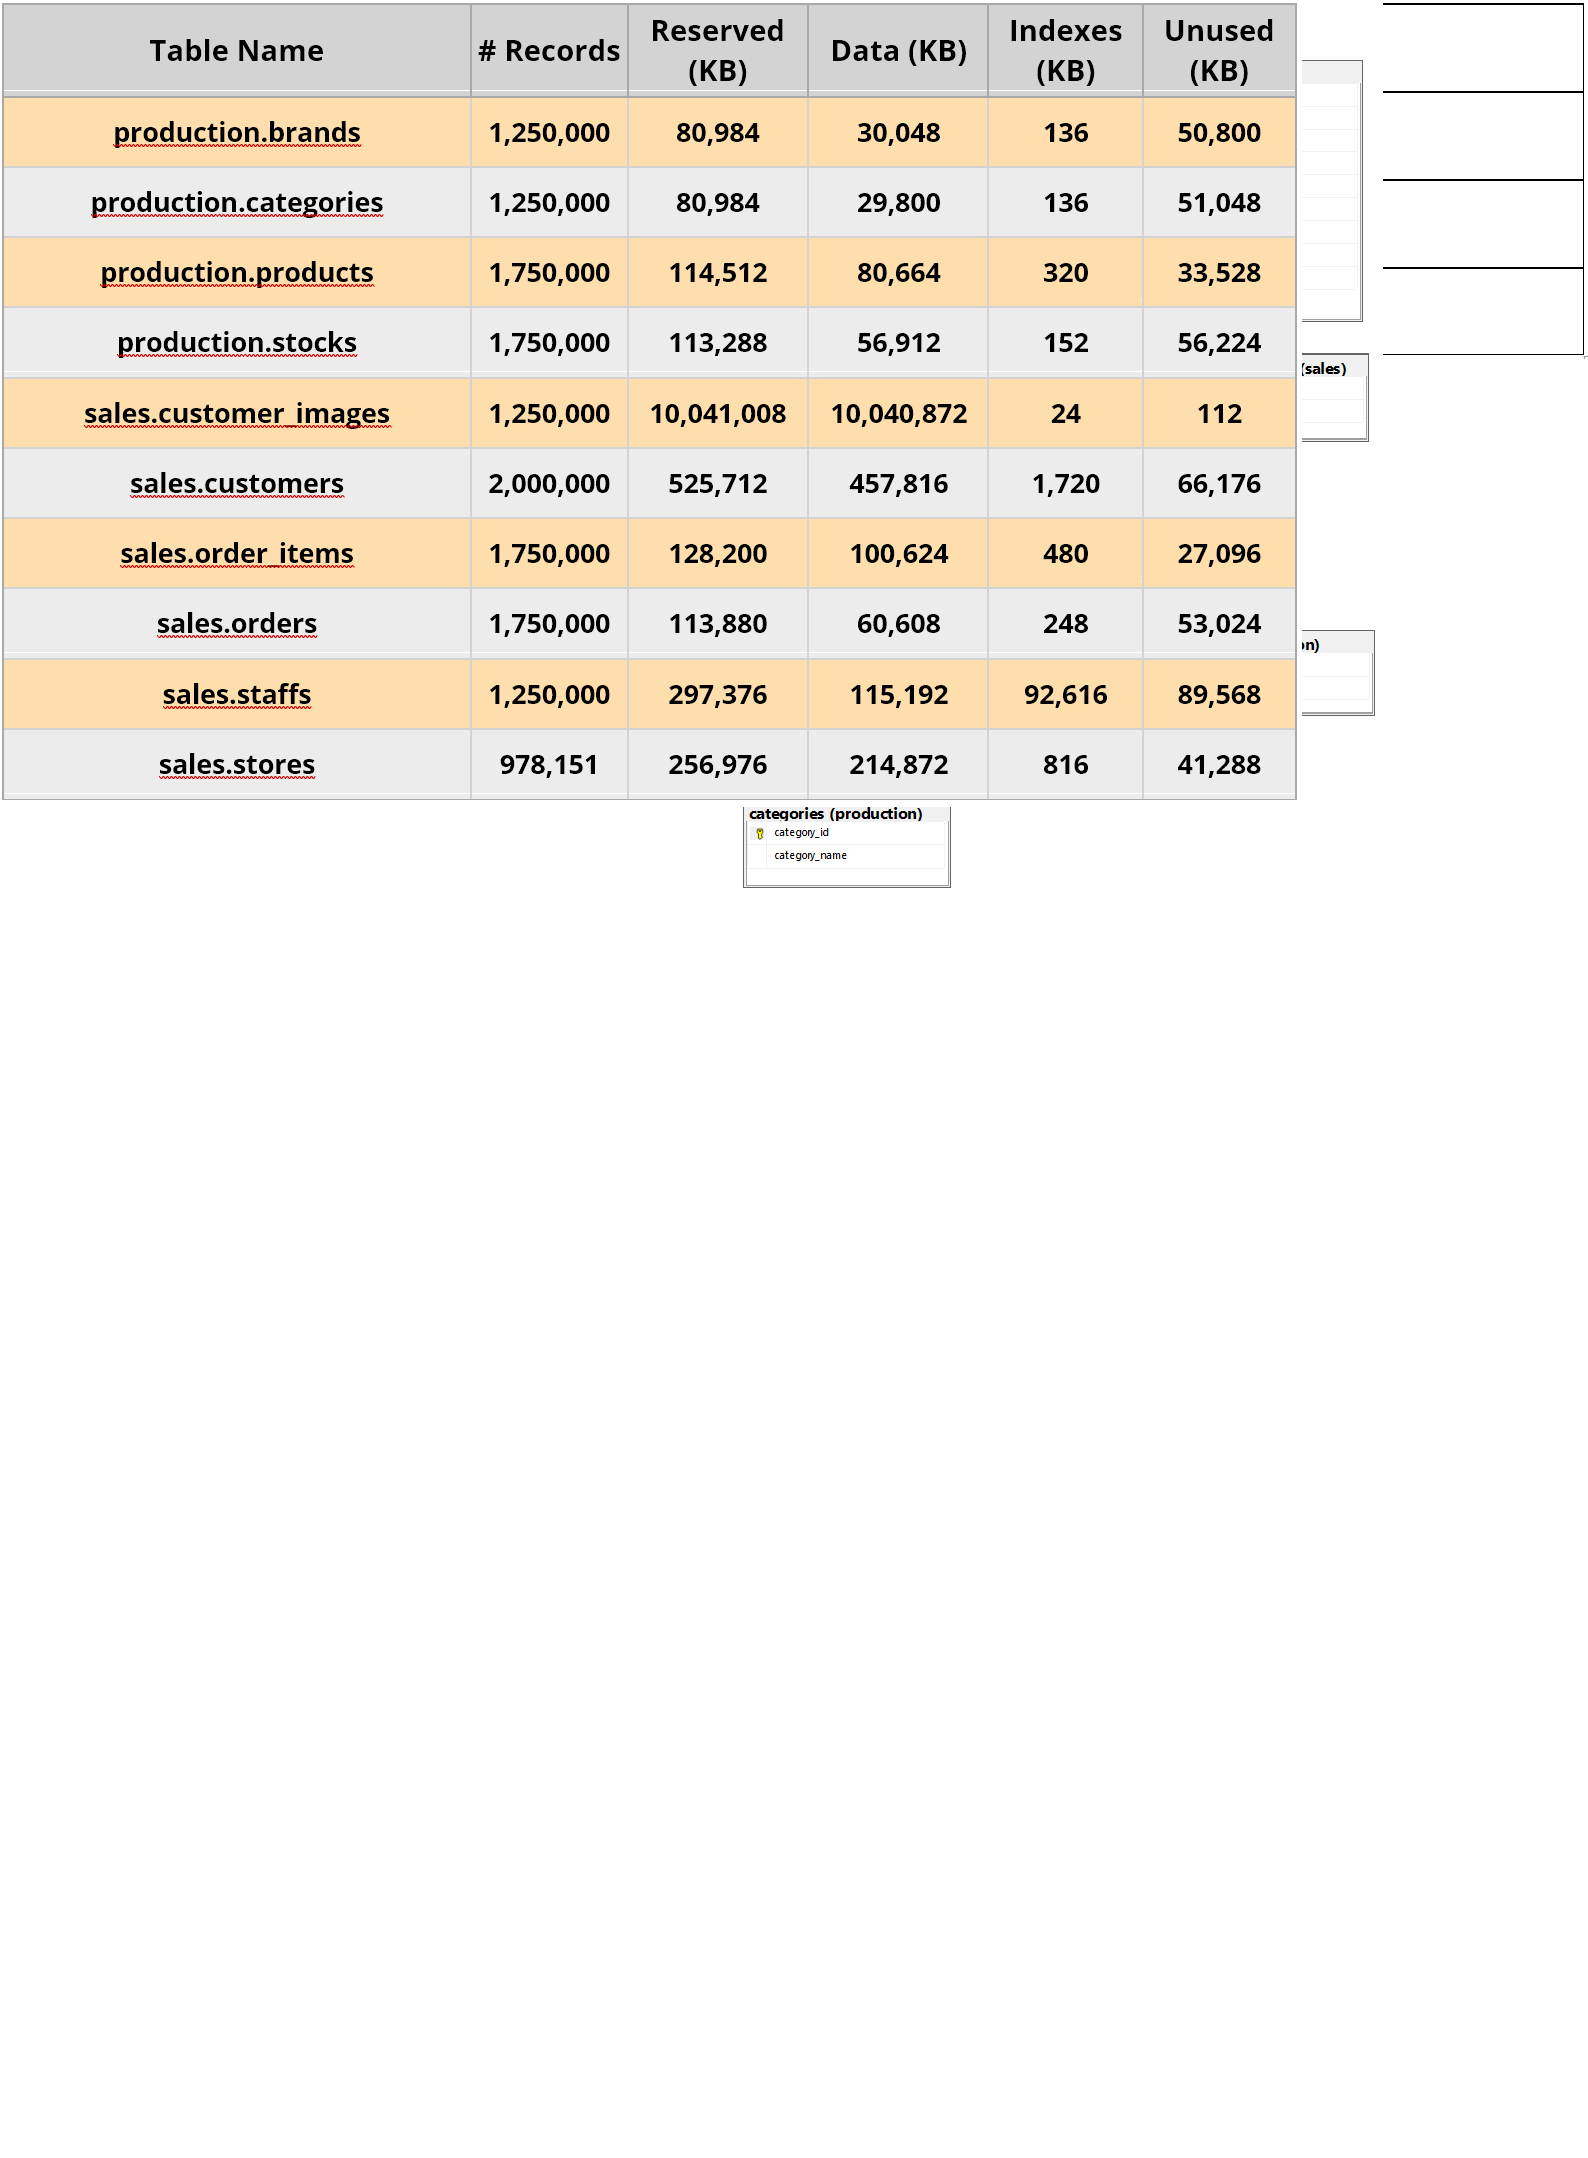 Table Name # Records Reserved (KB) Data (KB) Indexes (KB) Unused (KB)
production.brands 1,250,000 80,984 30,048 136 50,800
production.categories 1,250,000 80,984 29,800 136 51,048
production.products 1,750,000 114,512 80,664 320 33,528
production.stocks 1,750,000 113,288 56,912 152 56,224
(sales)
sales.customer_images 1,250,000 10,041,008 10,040,872 24 112
sales.customers 2,000,000 525,712 457,816 1,720 66,176
sales.order_items 1,750,000 128,200 100,624 480 27,096
sales.orders 1,750,000 113,880 60,608 248 53,024
on)
sales.staffs 1,250,000 297,376 115,192 92,616 89,568
sales.stores 978,151 256,976 214,872 816 41,288
categories (production)
category_id
category_name